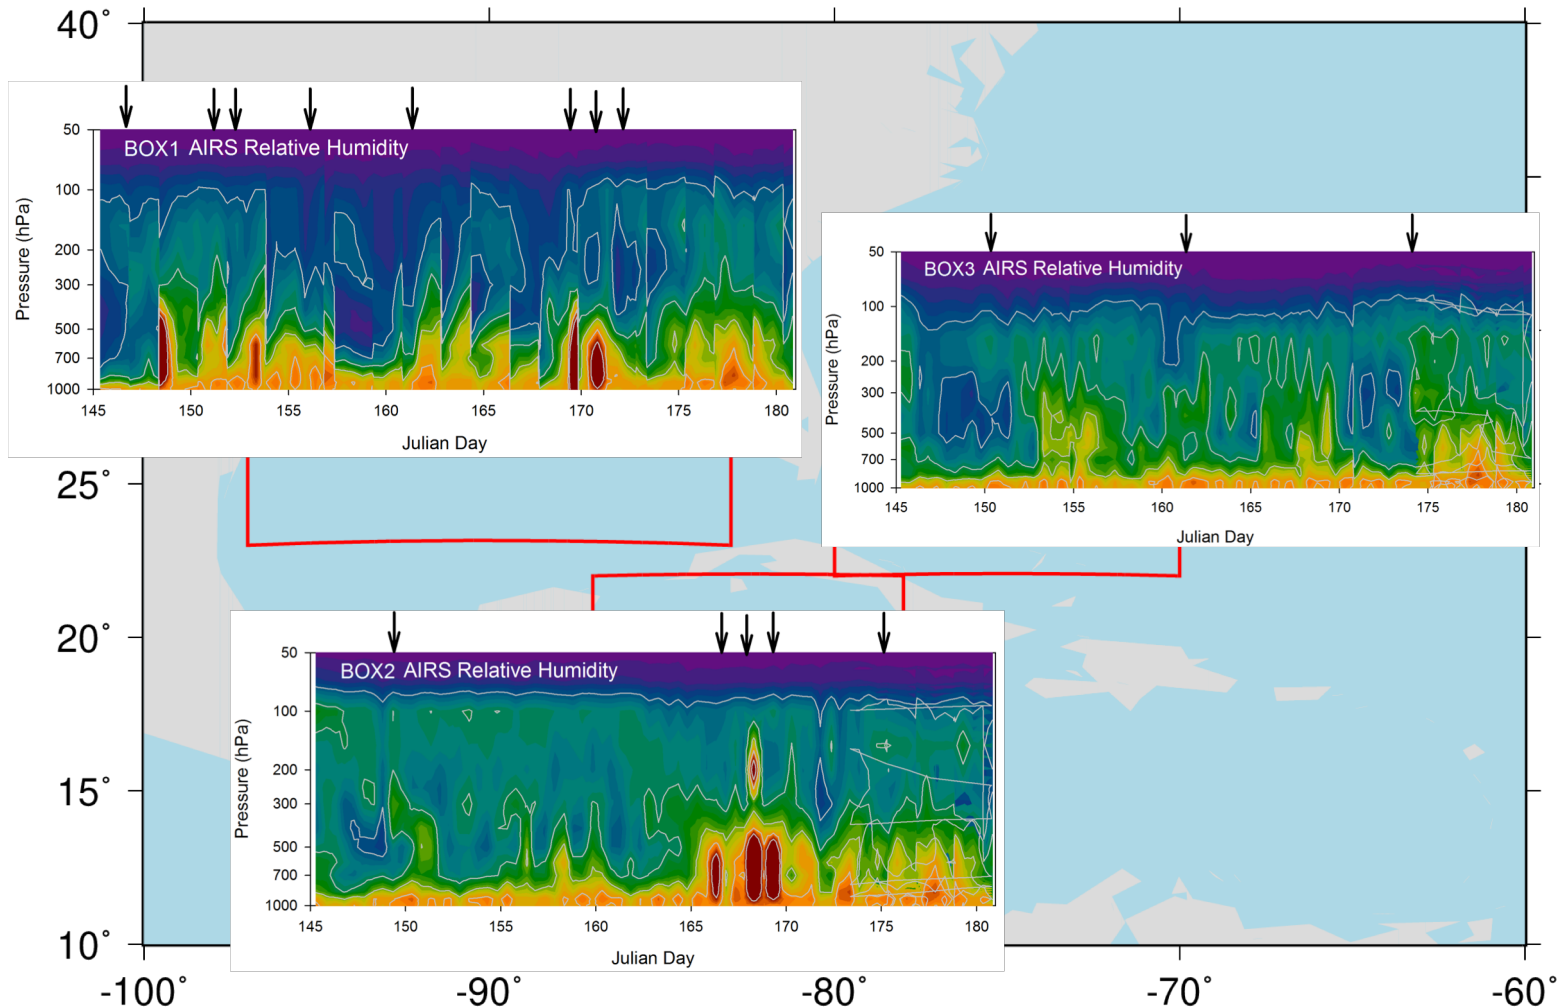 40°
BOX1 AIRS Relative Humidity
Pressure (hPa)
50
100
200
300
500
700
1000
145 150 155 160 165 170 175 180
Julian Day
BOX3 AIRS Relative Humidity
Pressure (hPa)
50
100
200
300
500
700
1000
145 150 155 160 165 170 175 180
Julian Day
25°
20°
BOX2 AIRS Relative Humidity
Pressure (hPa)
50
100
200
300
500
700
1000
145 150 155 160 165 170 175 180
Julian Day
15°
10°
-100° -90° -80° -70° -60°